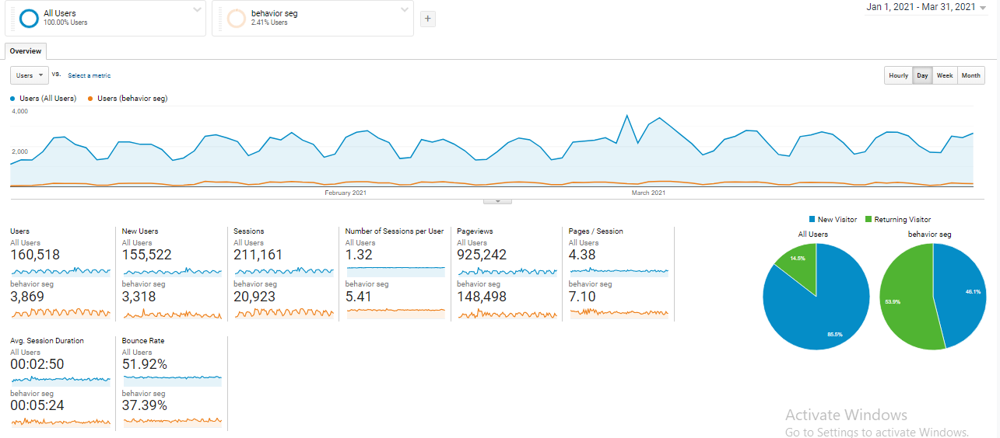 All Users
100.00% Users
behavior seg
2.41% Users
+
Jan 1, 2021 - Mar 31, 2021
Overview
Users
VS.
Select a metric
Hourly
Day
Week
Month
Users (All Users)
Users (behavior seg)
4,000
2,000
February 2021
March 2021
Users
All Users
160,518
behavior seg
3,869
New Users
All Users
155,522
behavior seg
3,318
Sessions
All Users
211,161
behavior seg
20,923
Number of Sessions per User
All Users
1.32
behavior seg
5.41
Pageviews
All Users
925,242
behavior seg
148,498
Pages / Session
All Users
4.38
behavior seg
7.10
Avg. Session Duration
All Users
00:02:50
behavior seg
00:05:24
Bounce Rate
All Users
51.92%
behavior seg
37.39%
New Visitor
Returning Visitor
All Users
14.5%
85.5%
behavior seg
53.9%
46.1%
Activate Windows
Go to Settings to activate Windows.